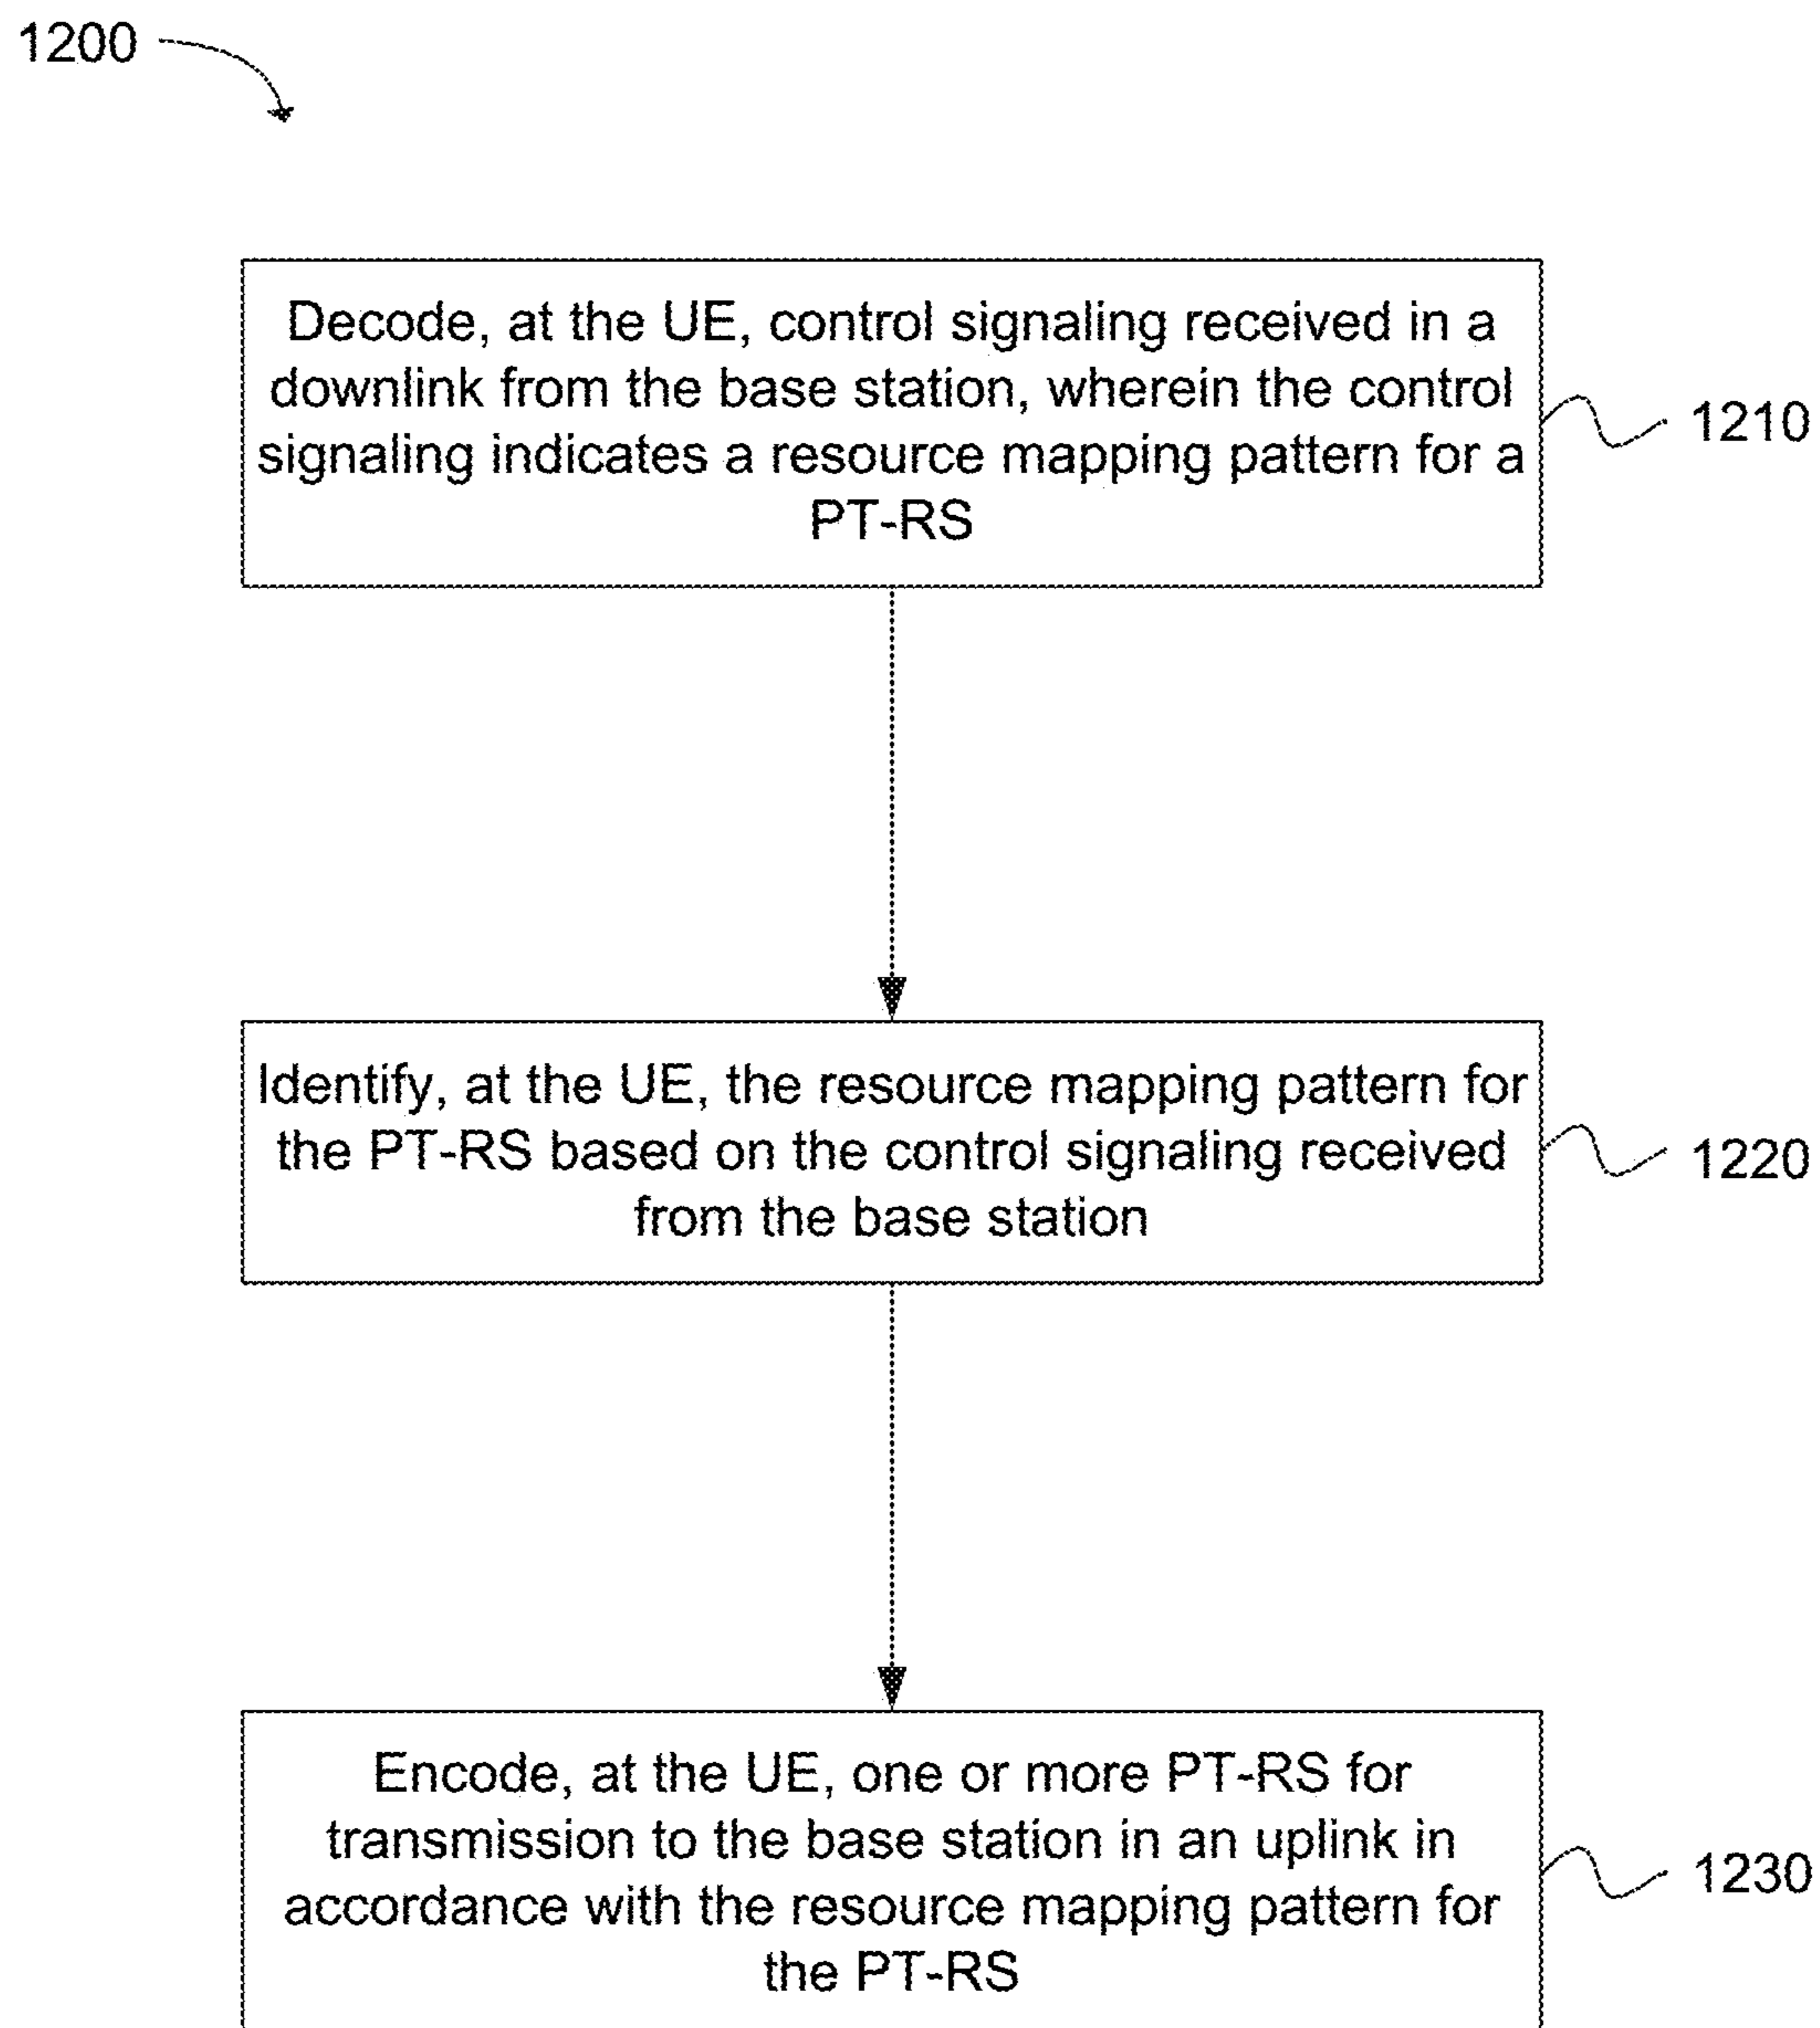 1200
Decode, at the UE, control signaling received in a
downlink from the base station, wherein the control
signaling indicates a resource mapping pattern for a
PT-RS
1210
Identify, at the UE, the resource mapping pattern for
the PT-RS based on the control signaling received
from the base station
1220
Encode, at the UE, one or more PT-RS for
transmission to the base station in an uplink in
accordance with the resource mapping pattern for
the PT-RS
1230